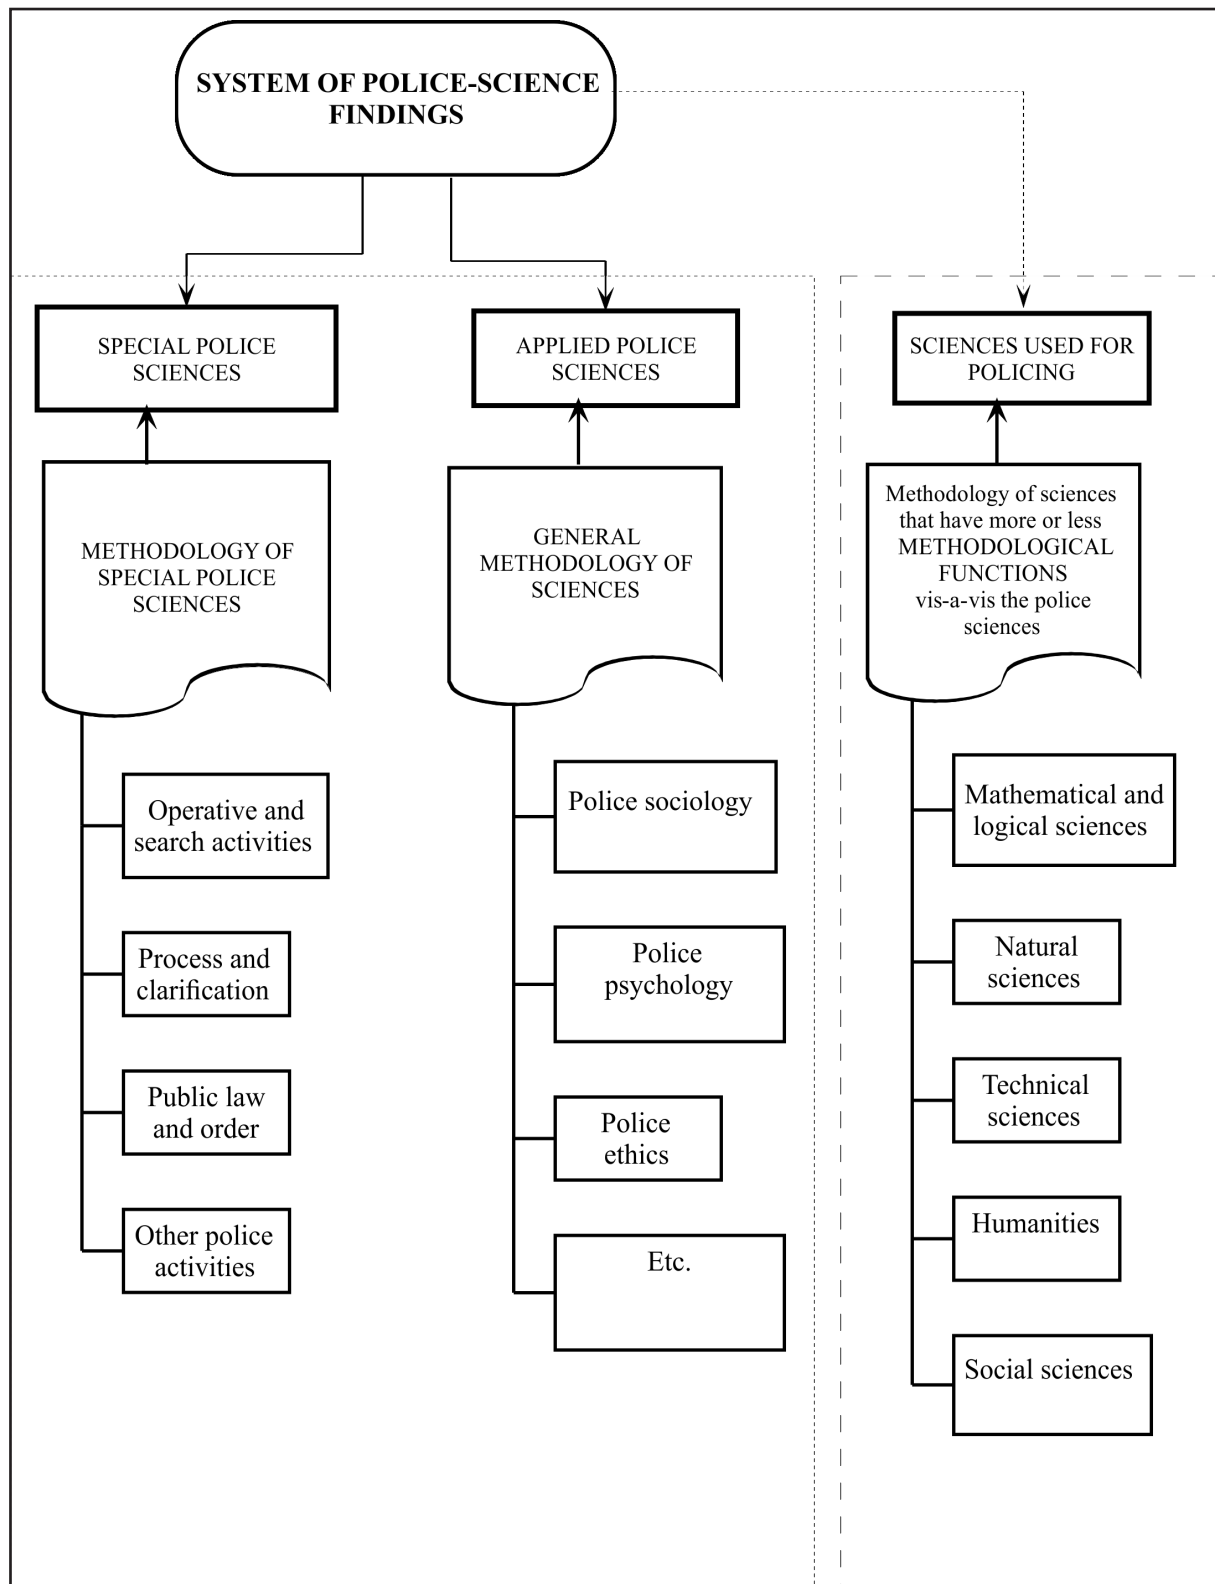 SYSTEM OF POLICE-SCIENCE
FINDINGS
SPECIAL POLICE
SCIENCES
APPLIED POLICE
SCIENCES
SCIENCES USED FOR
POLICING
METHODOLOGY OF
SPECIAL POLICE
SCIENCES
GENERAL
METHODOLOGY OF
SCIENCES
Methodology of sciences
that have more or less
METHODOLOGICAL
FUNCTIONS
vis-a-vis the police
sciences
Operative and
search activities
Process and
clarification
Public law
and order
Other police
activities
Police sociology
Police
psychology
Police
ethics
Etc.
Mathematical and
logical sciences
Natural
sciences
Technical
sciences
Humanities
Social sciences